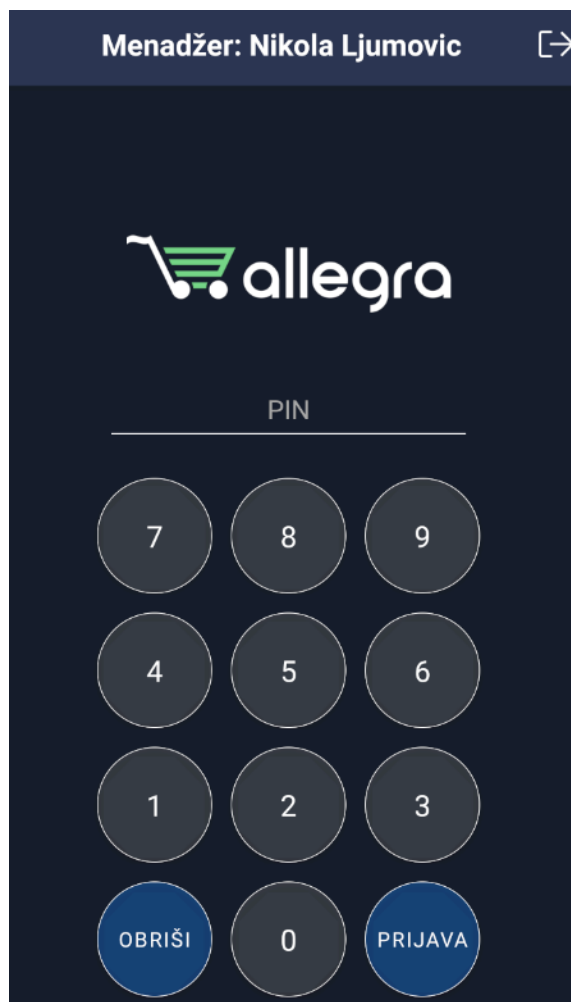 Menadžer: Nikola Ljumovic
allegra
PIN
7 8 9
4 5 6
1 2 3
OBRIŠI 0 PRIJAVA